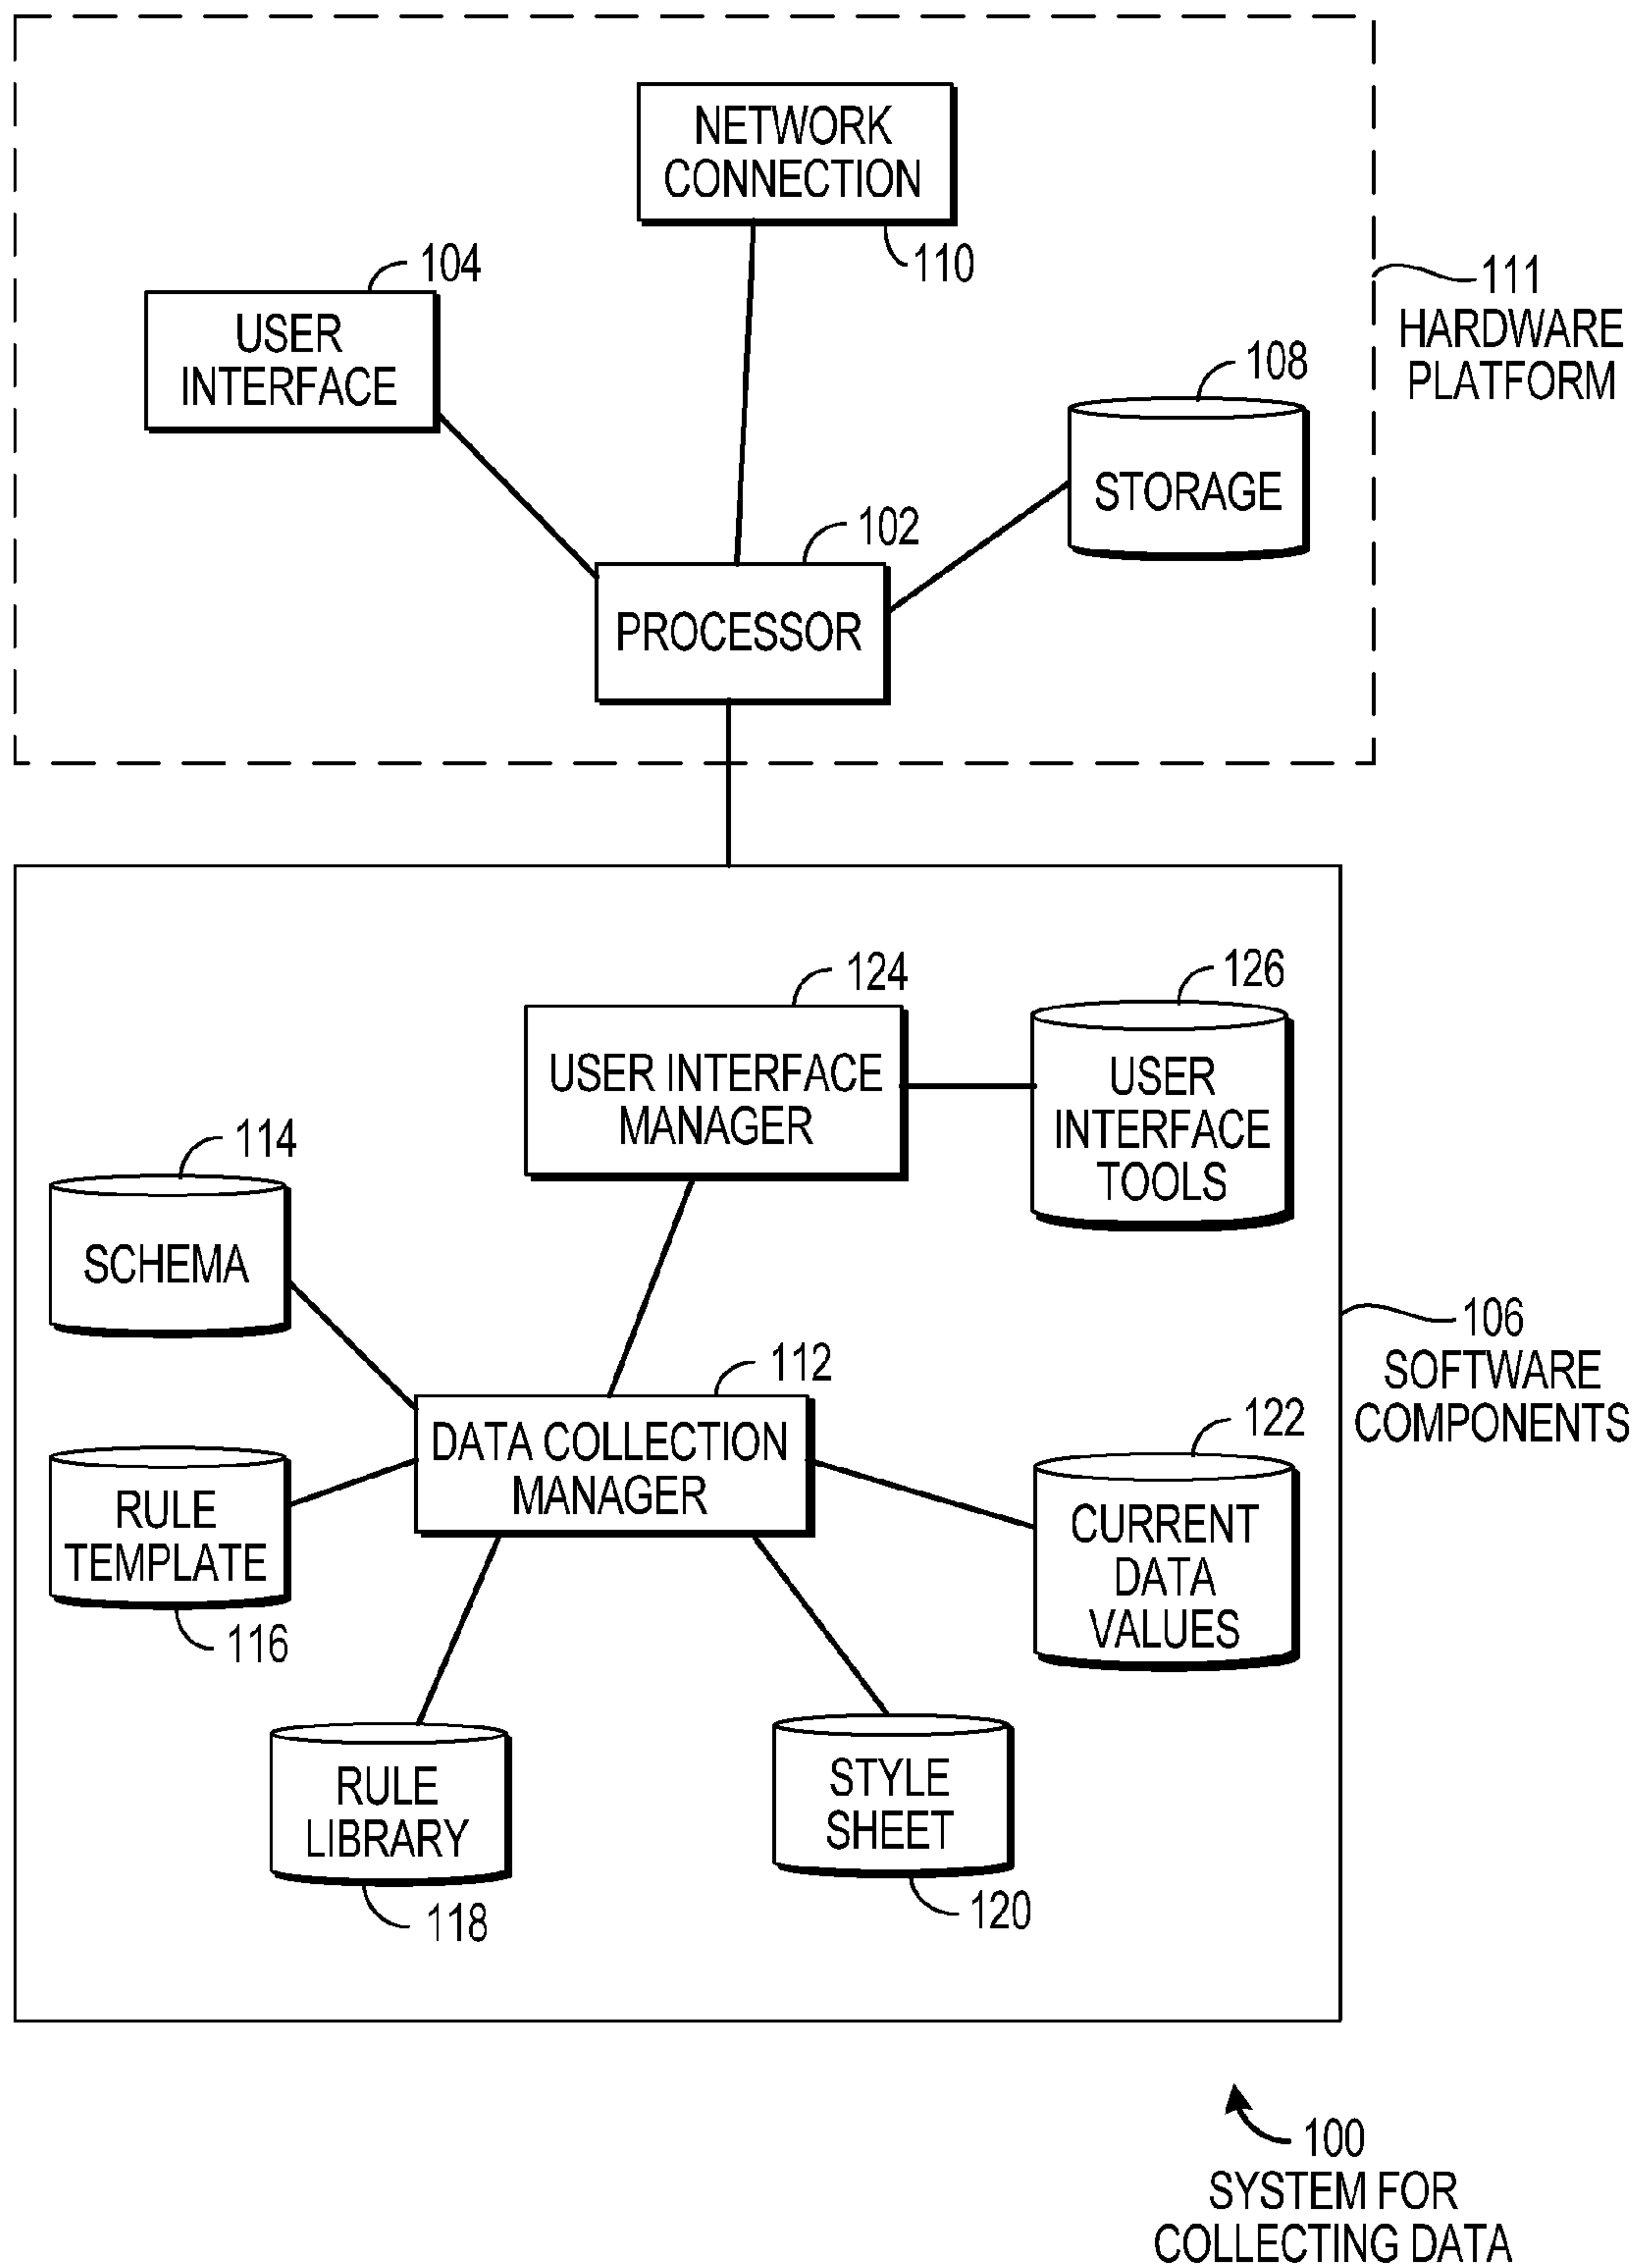 NETWORK
CONNECTION
110
104
USER
INTERFACE
111
HARDWARE
PLATFORM
108
STORAGE
102
PROCESSOR
124
USER INTERFACE
MANAGER
126
USER
INTERFACE
TOOLS
114
SCHEMA
106
SOFTWARE
COMPONENTS
112
DATA COLLECTION
MANAGER
122
CURRENT
DATA
VALUES
RULE
TEMPLATE
116
RULE
LIBRARY
118
STYLE
SHEET
120
100
SYSTEM FOR
COLLECTING DATA